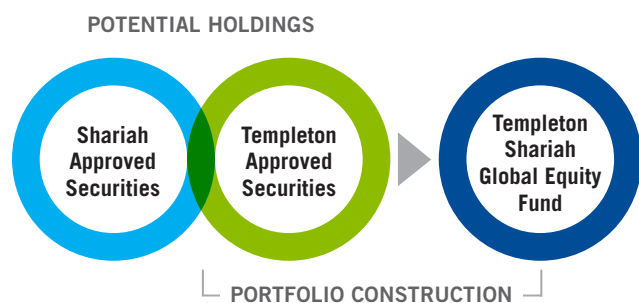 POTENTIAL HOLDINGS
Shariah
Approved
Securities
Templeton
Approved
Securities
Templeton
Shariah
Global Equity
Fund
PORTFOLIO CONSTRUCTION